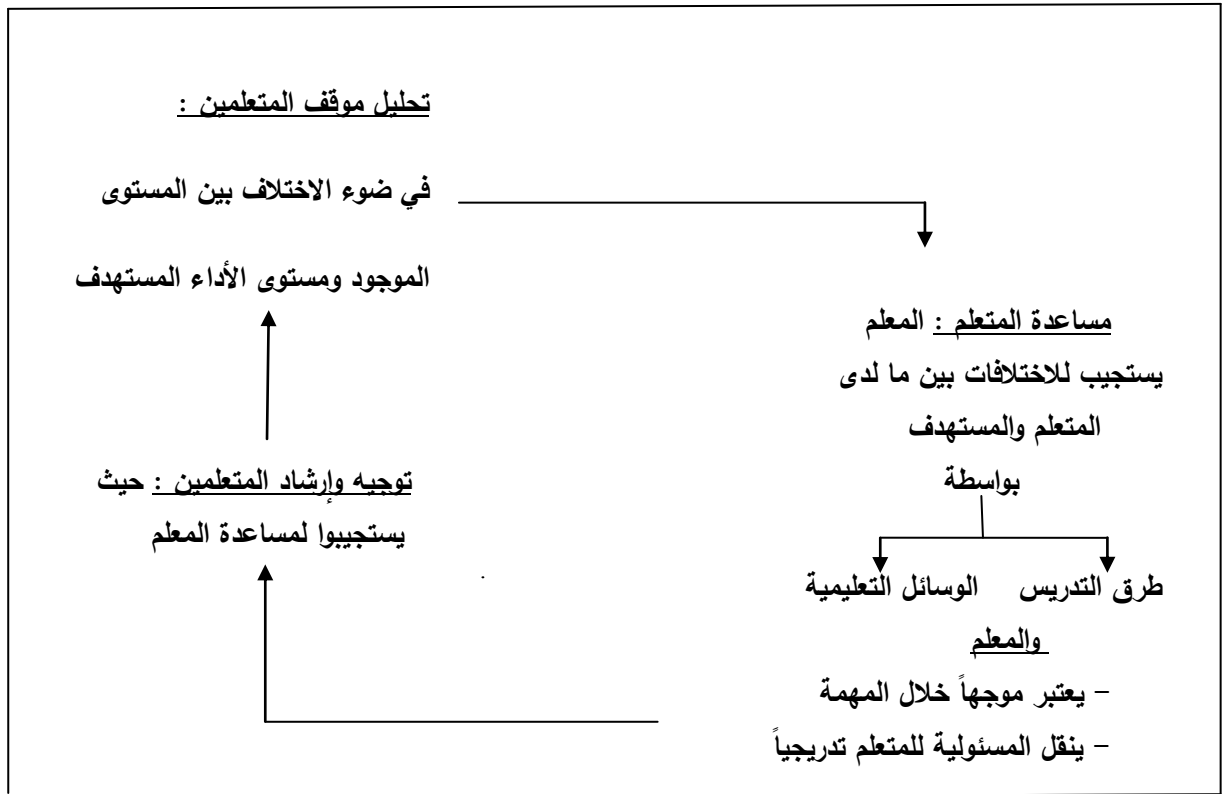 تحليل موقف المتعلمين :
في ضوء الاختلاف بين المستوى
الموجود ومستوى الأداء المستهدف
مساعدة المتعلم : المعلم
يستجيب للاختلافات بين ما لدى
المتعلم والمستهدف
بواسطة
طرق التدريس الوسائل التعليمية
والمعلم
– يعتبر موجهاً خلال المهمة
– ينقل المسئولية للمتعلم تدريجياً
توجيه وإرشاد المتعلمين : حيث
يستجيبوا لمساعدة المعلم